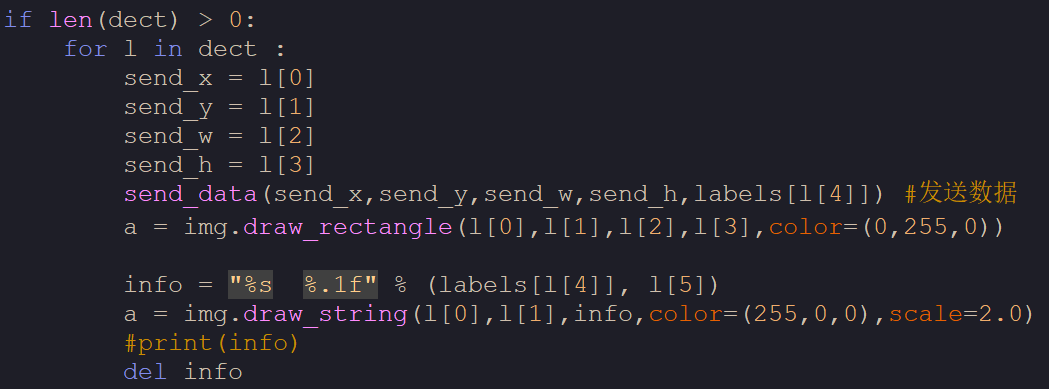 if len(dect) > 0:
    for l in dect :
        send_x = l[0]
        send_y = l[1]
        send_w = l[2]
        send_h = l[3]
        send_data(send_x,send_y,send_w,send_h,labels[l[4]]) #发送数据
        a = img.draw_rectangle(l[0],l[1],l[2],l[3],color=(0,255,0))

        info = "%s  %.1f" % (labels[l[4]], l[5])
        a = img.draw_string(l[0],l[1],info,color=(255,0,0),scale=2.0)
        #print(info)
        del info